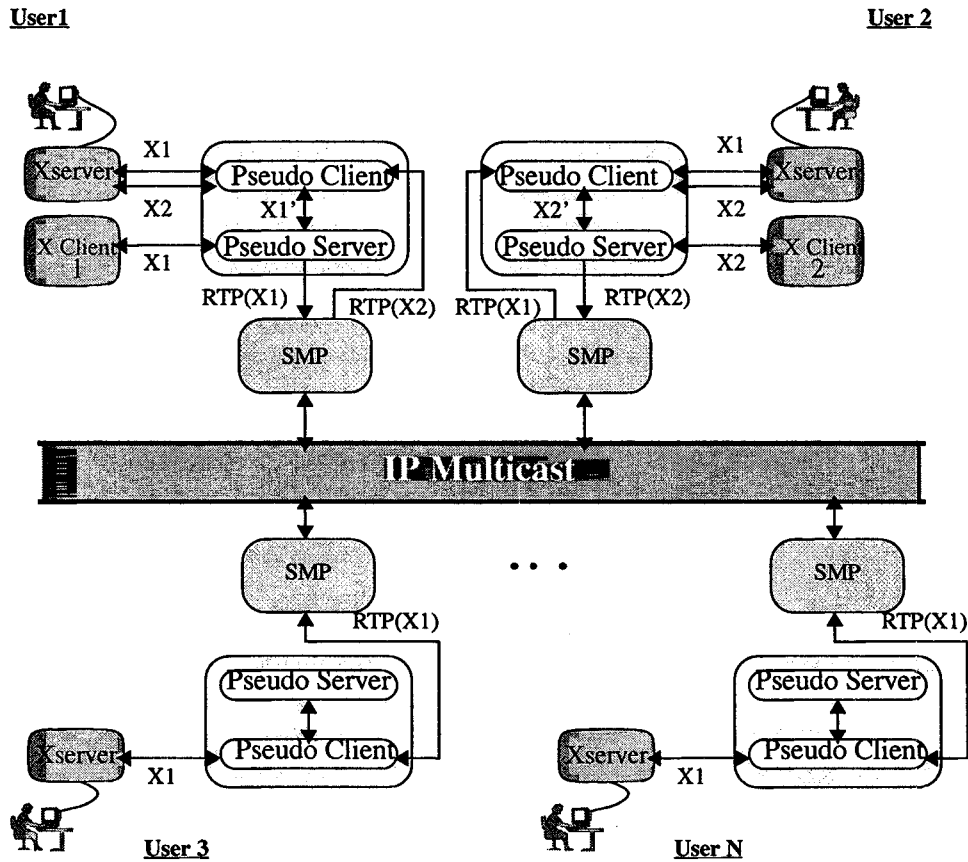 User1
User 2
X1
X1
Xserver
Pseudo Client
Pseudo Client
Xserver
X2
X1’
X2’
X2
X Client
1
X1
Pseudo Server
Pseudo Server
X2
X Client
2
RTP(X1)
RTP(X2)
RTP(X1)
RTP(X2)
SMP
SMP
IP Multicast
SMP
. . .
SMP
RTP(X1)
RTP(X1)
Pseudo Server
Pseudo Server
Xserver
X1
Pseudo Client
Xserver
X1
Pseudo Client
User 3
User N